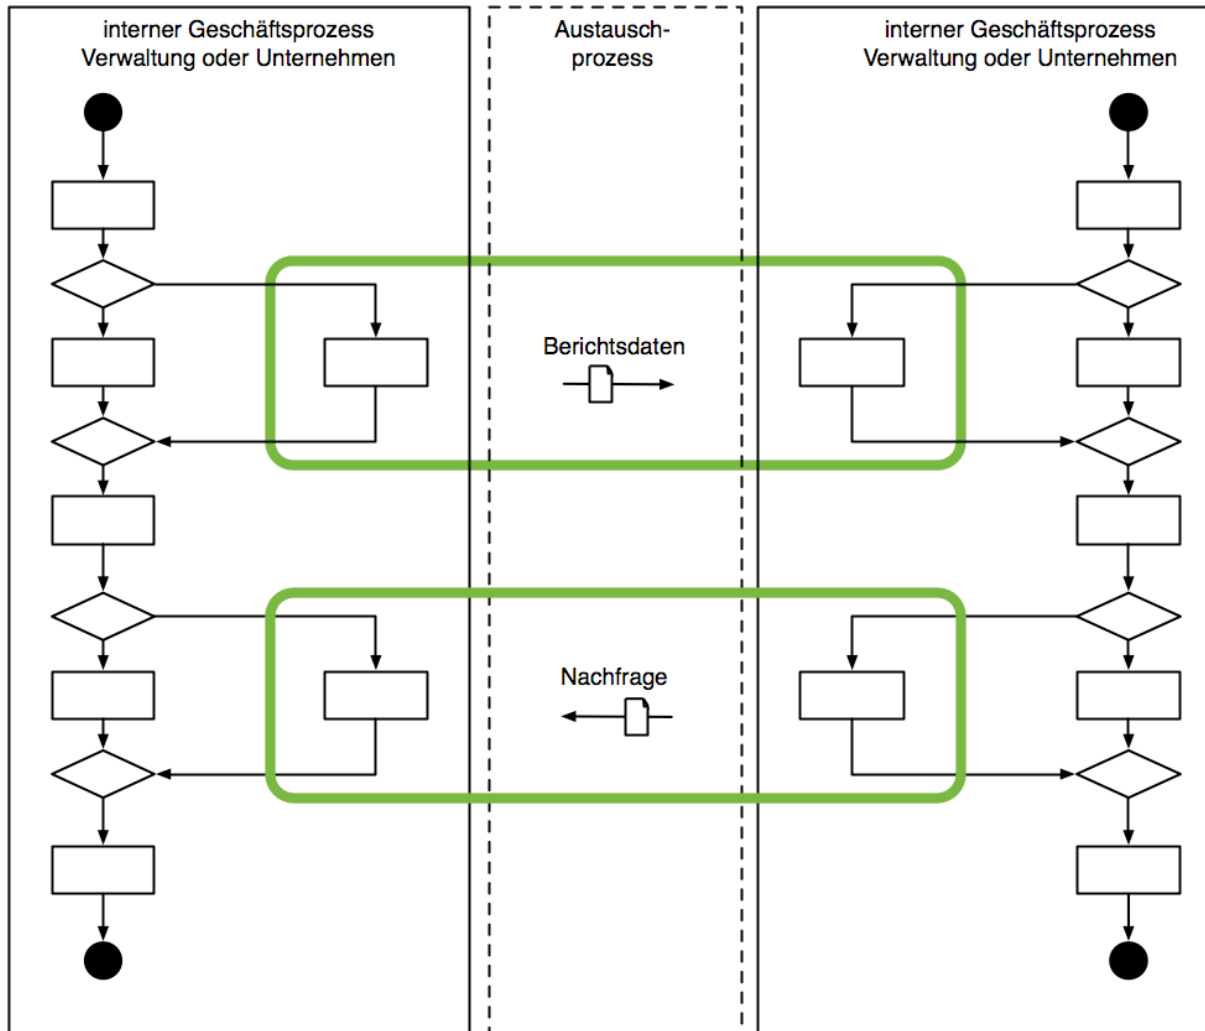 interner Geschäftsprozess
Verwaltung oder Unternehmen
Austausch-
prozess
interner Geschäftsprozess
Verwaltung oder Unternehmen
Berichtsdaten
Nachfrage